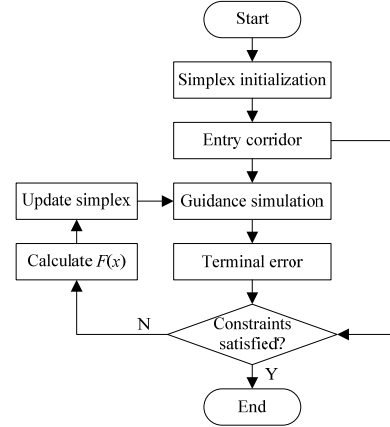 Start
Simplex initialization
Entry corridor
Update simplex
Guidance simulation
Calculate F(x)
Terminal error
N
Constraints
satisfied?
Y
End